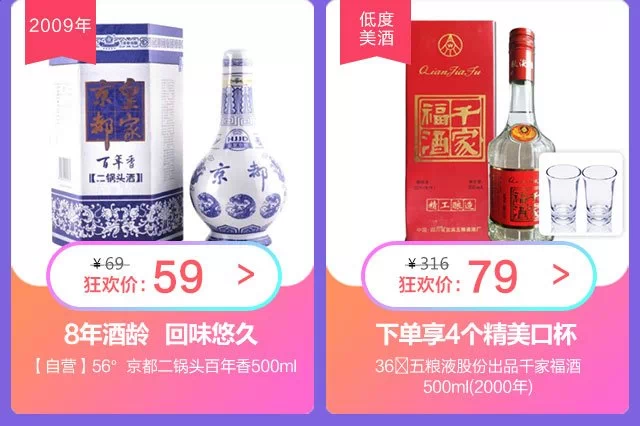 2009年
皇家
京都
百年香
【二锅头酒】
HJJD
京都
¥69
狂欢价: 59 >
8年酒龄 回味悠久
【自营】56° 京都二锅头百年香500ml
低度
美酒
QianJiaFu
千家
福酒
精工酿造
¥316
狂欢价: 79 >
下单享4个精美口杯
36 五粮液股份出品千家福酒
500ml(2000年)